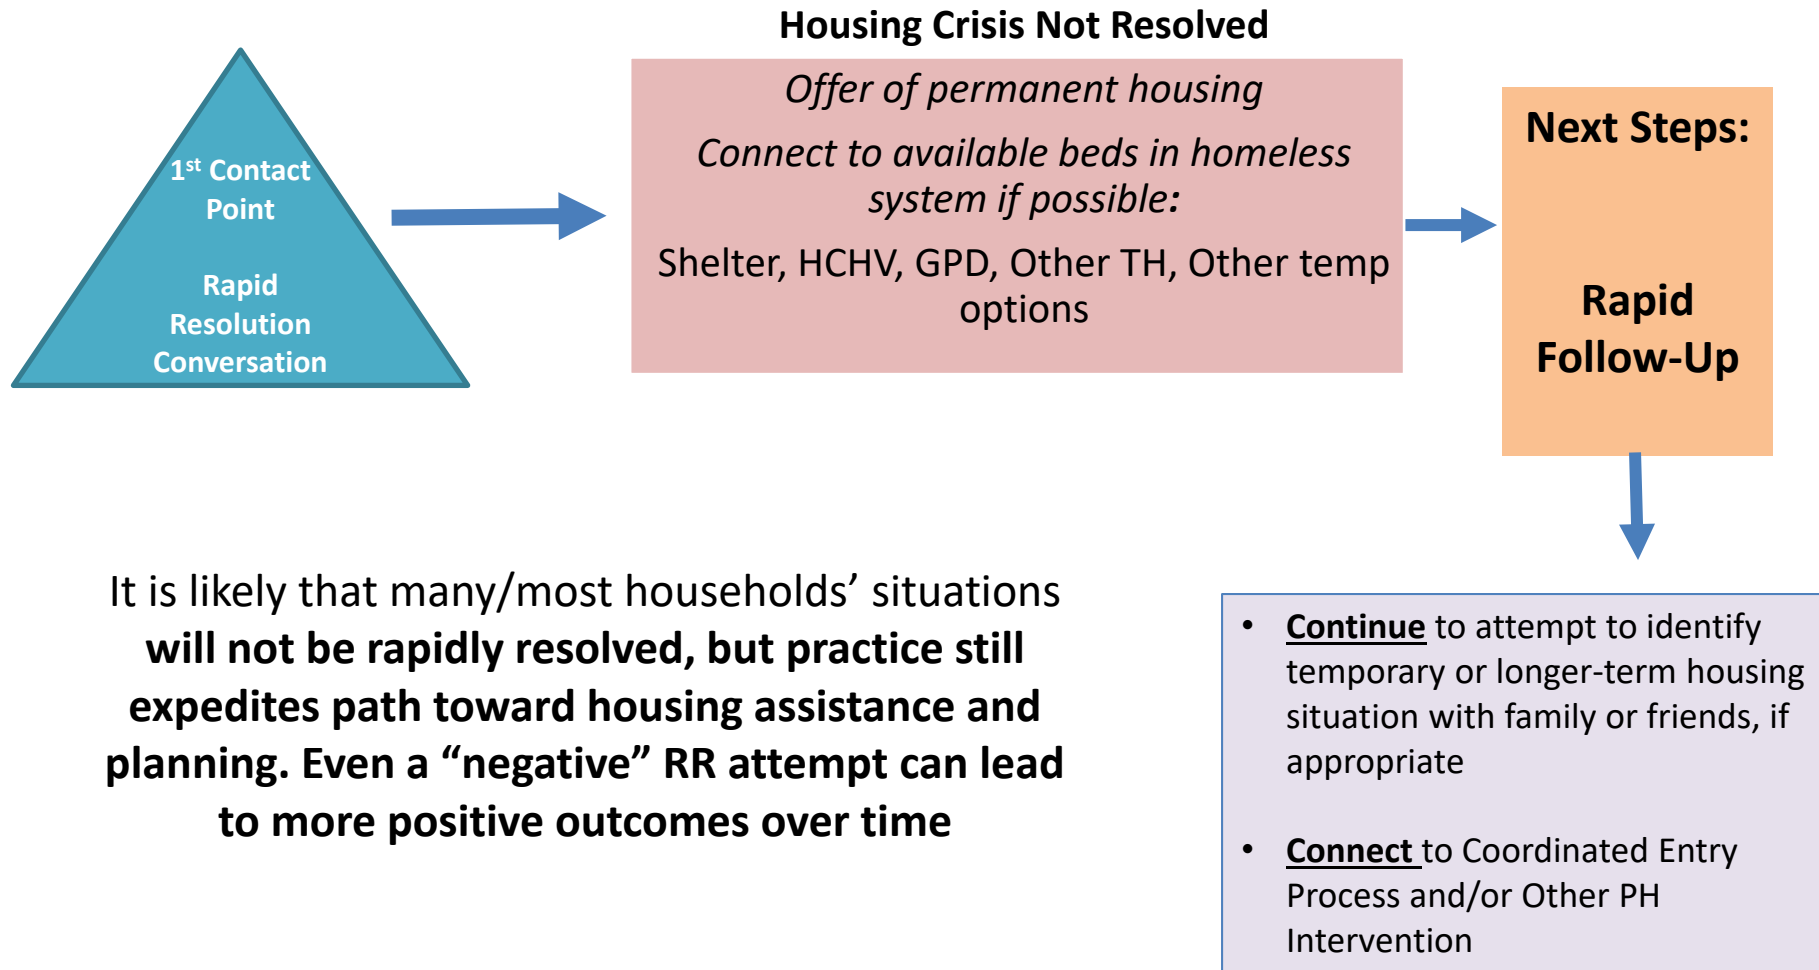 Housing Crisis Not Resolved
1st Contact
Point
Rapid
Resolution
Conversation
Offer of permanent housing
Connect to available beds in homeless
system if possible:
Shelter, HCHV, GPD, Other TH, Other temp
options
Next Steps:
Rapid
Follow-Up
It is likely that many/most households’ situations
will not be rapidly resolved, but practice still
expedites path toward housing assistance and
planning. Even a “negative” RR attempt can lead
to more positive outcomes over time
• Continue to attempt to identify
temporary or longer-term housing
situation with family or friends, if
appropriate
• Connect to Coordinated Entry
Process and/or Other PH
Intervention